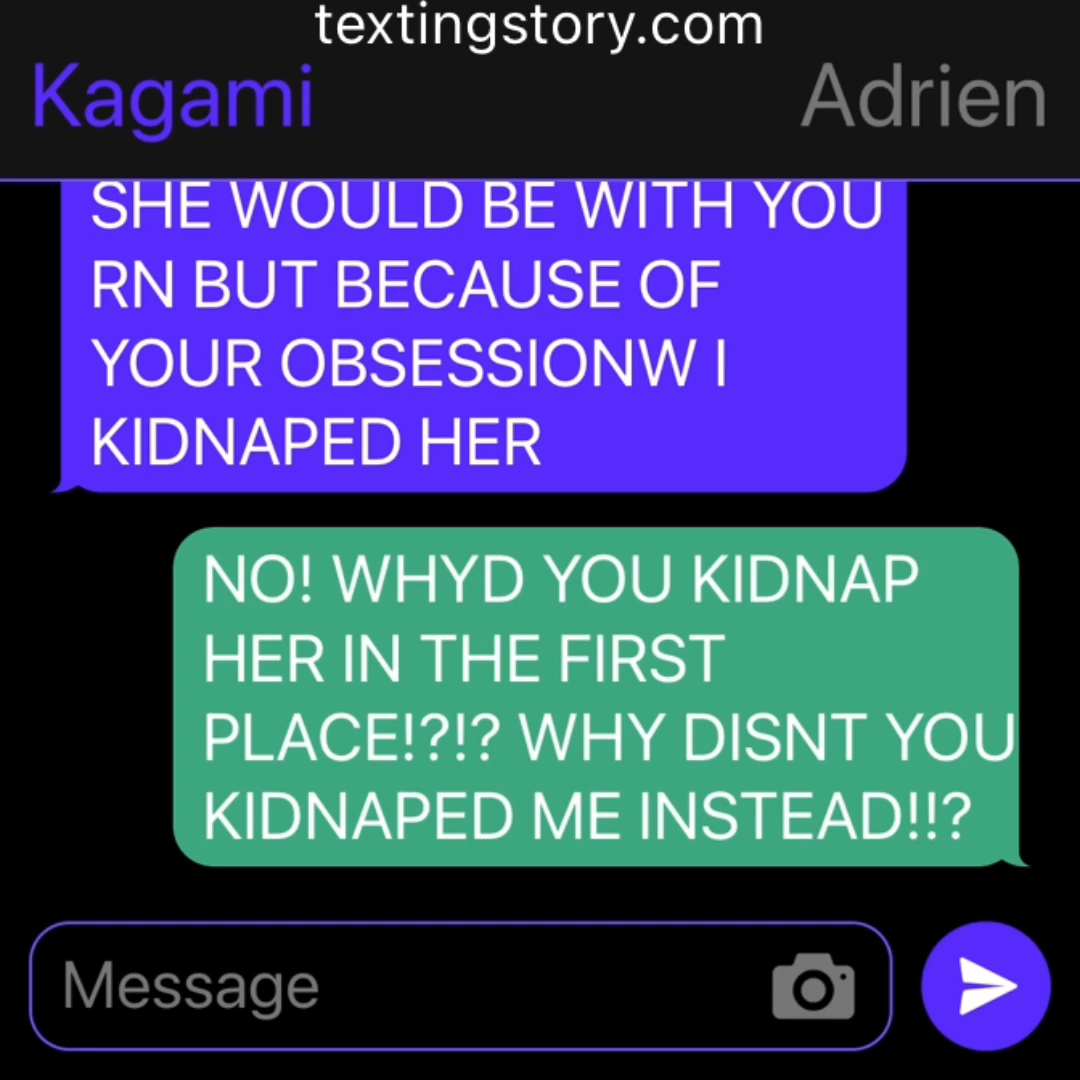 textingstory.com
Kagami
Adrien
SHE WOULD BE WITH YOU
RN BUT BECAUSE OF
YOUR OBSESSIONW I
KIDNAPED HER
NO! WHYD YOU KIDNAP
HER IN THE FIRST
PLACE!?!? WHY DISNT YOU
KIDNAPED ME INSTEAD!!?
Message